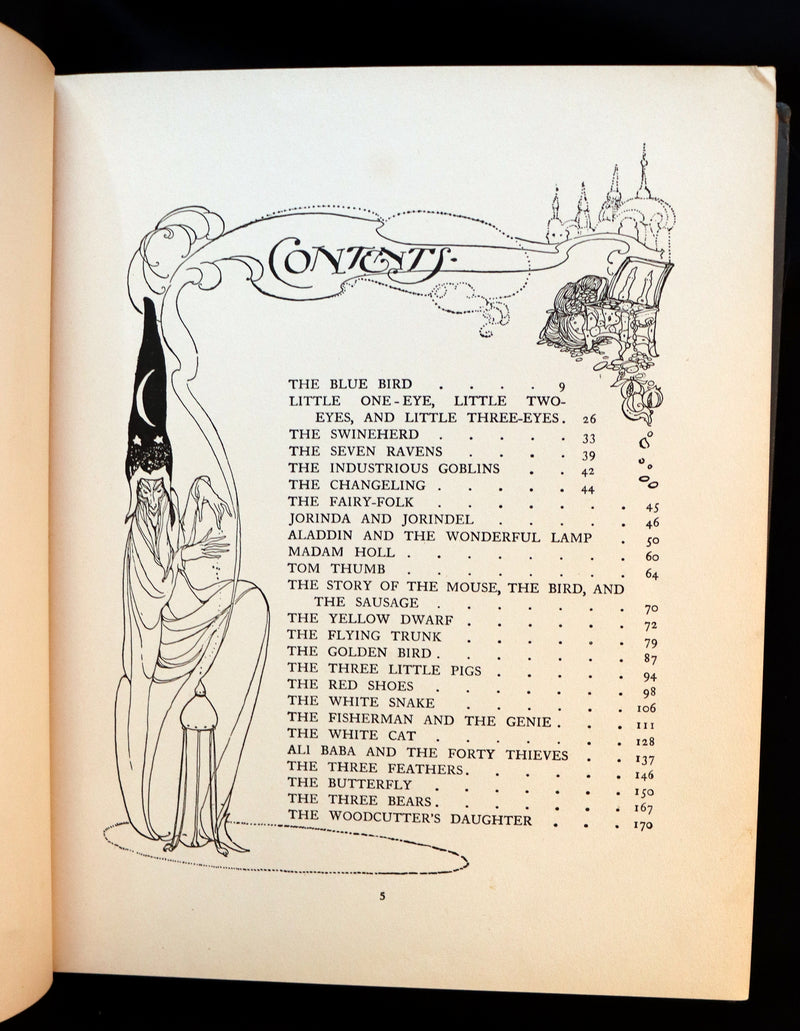 CONTENTS.
THE BLUE BIRD . . . . 9
LITTLE ONE-EYE, LITTLE TWO-
EYES, AND LITTLE THREE-EYES . 26
THE SWINEHERD . . . . . 33
THE SEVEN RAVENS . . . . 39
THE INDUSTRIOUS GOBLINS . . 42
THE CHANGELING . . . . . 44
THE FAIRY-FOLK . . . . . . 45
JORINDA AND JORINDEL . . . . . 46
ALADDIN AND THE WONDERFUL LAMP . 50
MADAM HOLL . . . . . . . 60
TOM THUMB . . . . . . . 64
THE STORY OF THE MOUSE, THE BIRD, AND
THE SAUSAGE . . . . . . 70
THE YELLOW DWARF . . . . . . 72
THE FLYING TRUNK . . . . . . 79
THE GOLDEN BIRD . . . . . . 87
THE THREE LITTLE PIGS . . . . . 94
THE RED SHOES . . . . . . 98
THE WHITE SNAKE . . . . . . 106
THE FISHERMAN AND THE GENIE . . . 111
THE WHITE CAT . . . . . . 128
ALI BABA AND THE FORTY THIEVES . . 137
THE THREE FEATHERS . . . . . . 146
THE BUTTERFLY . . . . . . 150
THE THREE BEARS . . . . . . 167
THE WOODCUTTER'S DAUGHTER . . . 170
5